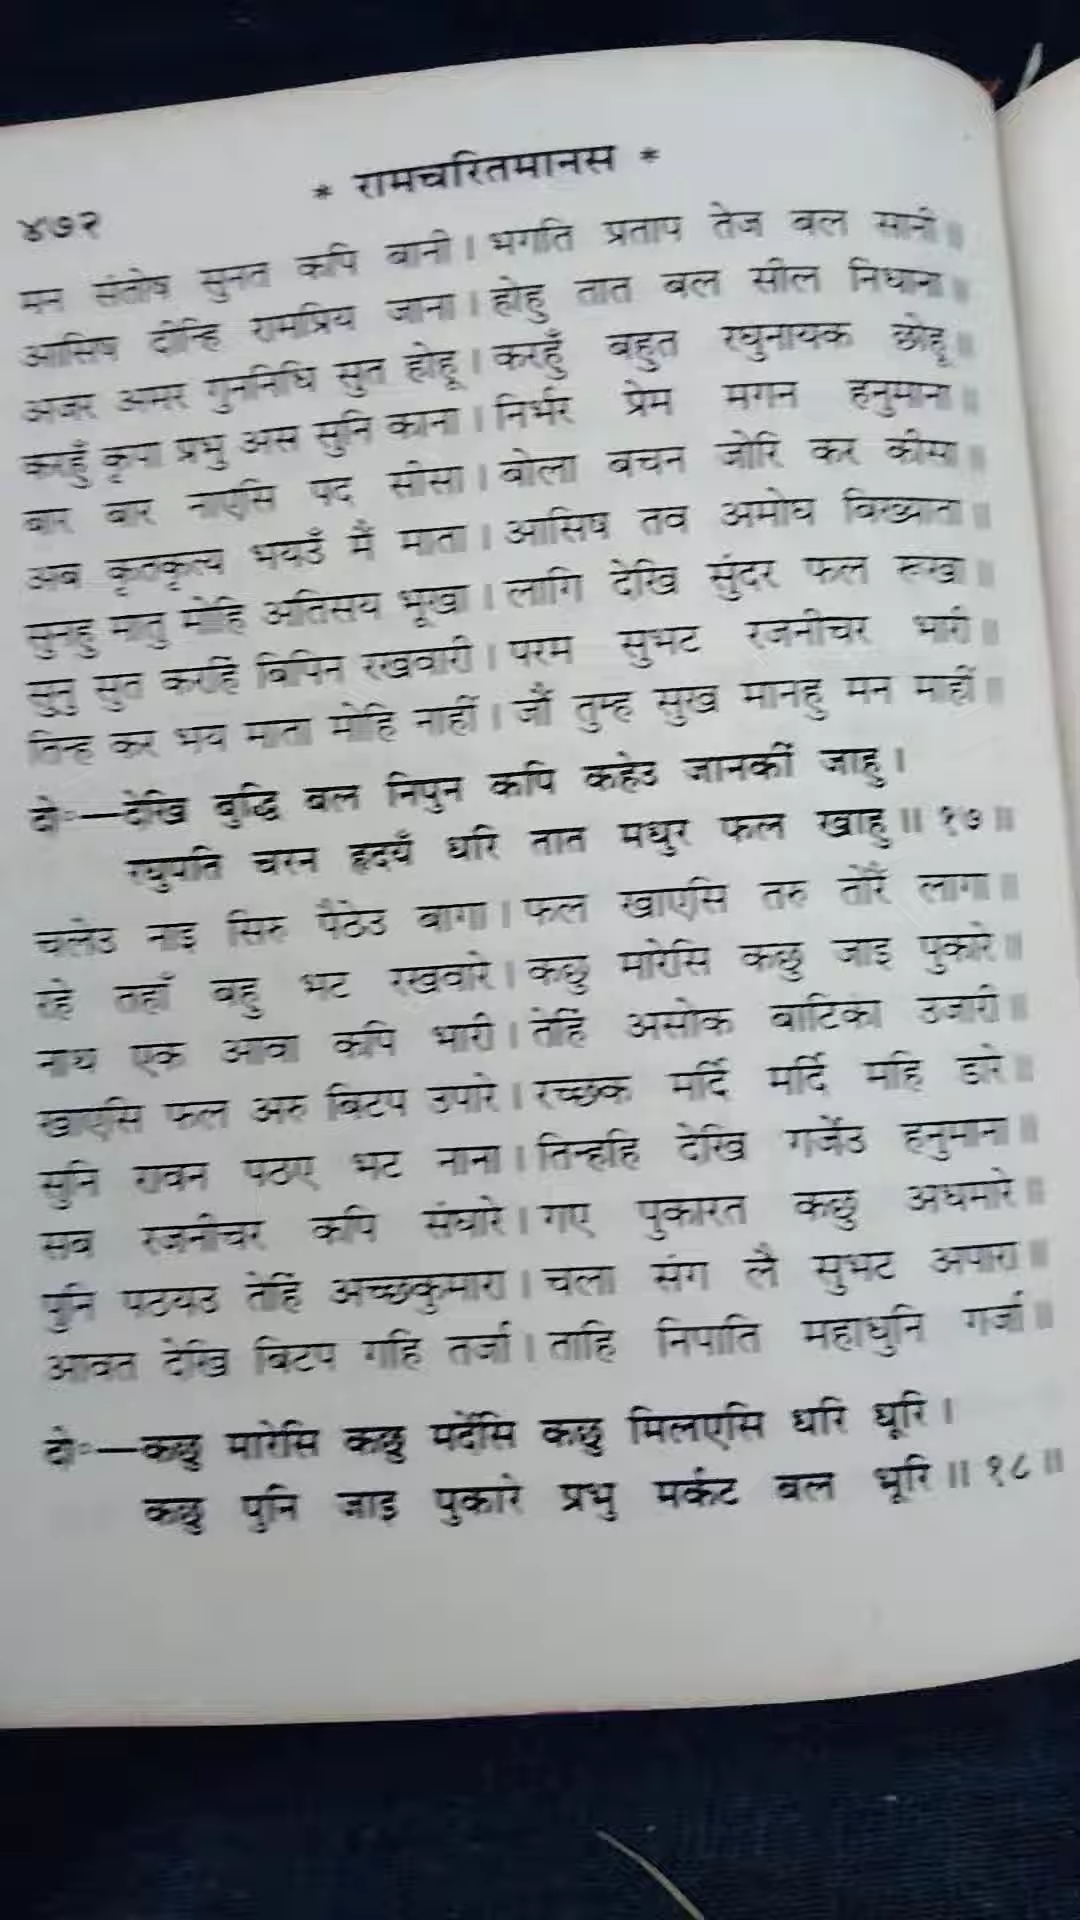 * रामचरितमानस *
४७२
मन संतोष सुनत कपि बानी । भगति प्रताप तेज बल सानी ॥
आसिष दीन्हि रामप्रिय जाना । होहु तात बल सील निधाना ॥
अजर अमर गुननिधि सुत होहू । करहुँ बहुत रघुनायक छोहू ॥
करहुँ कृपा प्रभु अस सुनि काना । निर्भर प्रेम मगन हनुमाना ॥
बार बार नाएसि पद सीसा । बोला बचन जोरि कर कीसा ॥
अब कृतकृत्य भयउँ मैं माता । आसिष तव अमोघ बिख्याता ॥
सुनहु मातु मोहि अतिसय भूखा । लागि देखि सुंदर फल रूखा ॥
सुनु सुत करहिं बिपिन रखवारी । परम सुभट रजनीचर भारी ॥
तिन्ह कर भय माता मोहि नाहीं । जौं तुम्ह सुख मानहु मन माहीं ॥
दो॰—देखि बुद्धि बल निपुन कपि कहेउ जानकीं जाहु ।
रघुपति चरन हृदयँ धरि तात मधुर फल खाहु ॥ १७ ॥
चलेउ नाइ सिरु पैठेउ बागा । फल खाएसि तरु तोरैं लागा ॥
रहे तहाँ बहु भट रखवारे । कछु मारेसि कछु जाइ पुकारे ॥
नाथ एक आवा कपि भारी । तेहिं असोक बाटिका उजारी ॥
खाएसि फल अरु बिटप उपारे । रच्छक मर्दि मर्दि महि डारे ॥
सुनि रावन पठए भट नाना । तिन्हहि देखि गर्जेउ हनुमाना ॥
सब रजनीचर कपि संघारे । गए पुकारत कछु अधमारे ॥
पुनि पठयउ तेहिं अच्छकुमारा । चला संग लै सुभट अपारा ॥
आवत देखि बिटप गहि तर्जा । ताहि निपाति महाधुनि गर्जा ॥
दो॰—कछु मारेसि कछु मर्देसि कछु मिलएसि धरि धूरि ।
कछु पुनि जाइ पुकारे प्रभु मर्कट बल भूरि ॥ १८ ॥